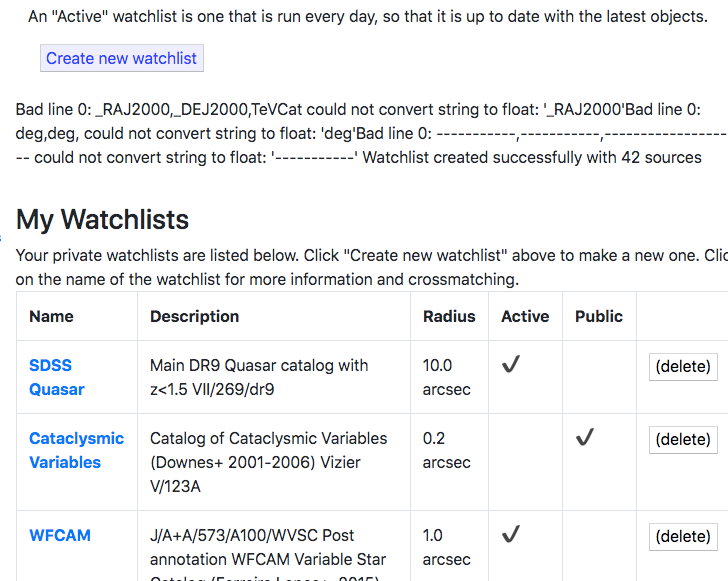 An "Active" watchlist is one that is run every day, so that it is up to date with the latest objects.
Create new watchlist
Bad line 0: _RAJ2000,_DEJ2000,TeVCat could not convert string to float: '_RAJ2000'Bad line 0:
deg,deg, could not convert string to float: 'deg'Bad line 0: -----------,-----------,-----------------
-- could not convert string to float: '-----------' Watchlist created successfully with 42 sources
My Watchlists
Your private watchlists are listed below. Click "Create new watchlist" above to make a new one. Clic
on the name of the watchlist for more information and crossmatching.
Name Description Radius Active Public
SDSS Main DR9 Quasar catalog with 10.0 ✔ (delete)
Quasar z<1.5 VII/269/dr9 arcsec
Cataclysmic Catalog of Cataclysmic Variables 0.2 ✔ (delete)
Variables (Downes+ 2001-2006) Vizier arcsec
V/123A
WFCAM J/A+A/573/A100/WVSC Post 1.0 ✔ (delete)
annotation WFCAM Variable Star arcsec
Catalog (Ferreira Lopes+, 2015)